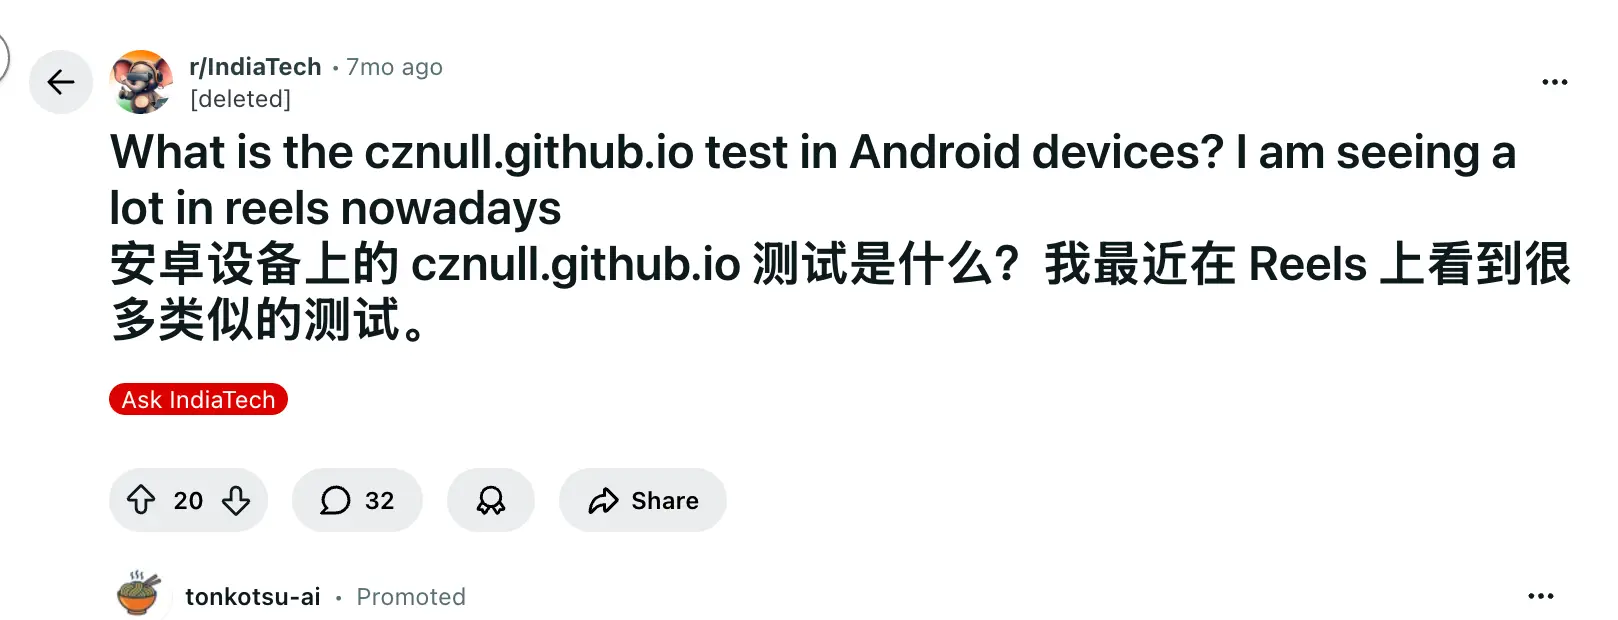 r/IndiaTech • 7mo ago
[deleted]
What is the cznull.github.io test in Android devices? I am seeing a
lot in reels nowadays
安卓设备上的 cznull.github.io 测试是什么？我最近在 Reels 上看到很
多类似的测试。
Ask IndiaTech
20 32 Share
tonkotsu-ai • Promoted